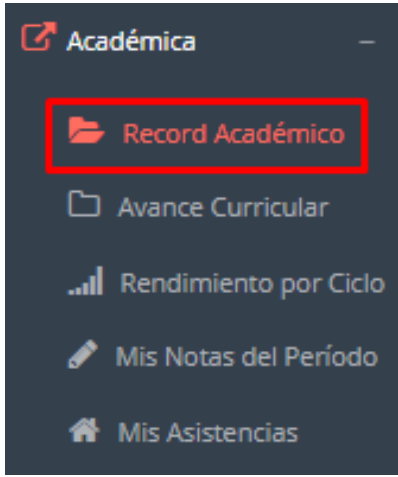 Académica
Record Académico
Avance Curricular
Rendimiento por Ciclo
Mis Notas del Período
Mis Asistencias